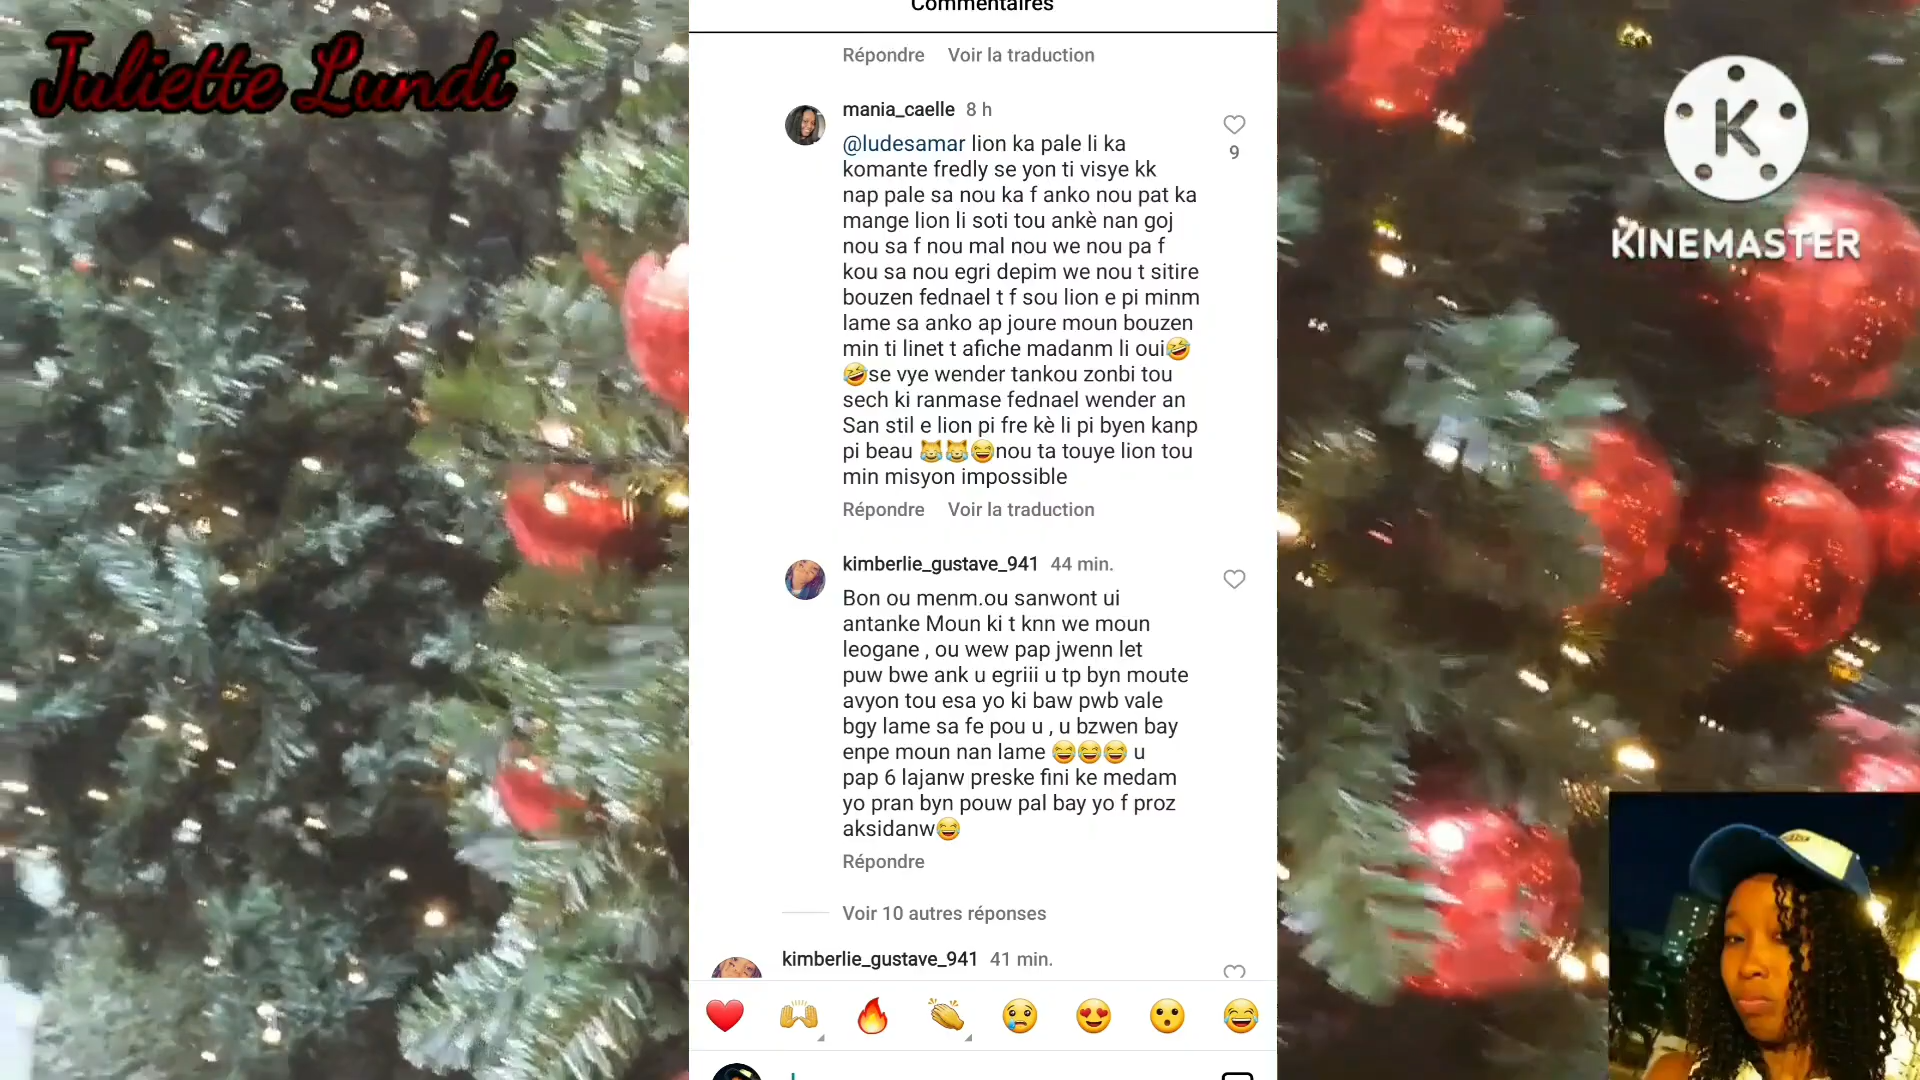 Juliette Lundi
Commentaires
Répondre Voir la traduction
mania_caelle 8 h
@ludesamar lion ka pale li ka
9
komante fredly se yon ti visye kk
nap pale sa nou ka f anko nou pat ka
mange lion li soti tou ankè nan goj
nou sa f nou mal nou we nou pa f
kou sa nou egri depim we nou t sitire
bouzen fednael t f sou lion e pi minm
lame sa anko ap joure moun bouzen
min ti linet t afiche madanm li oui🤣
🤣se vye wender tankou zonbi tou
sech ki ranmase fednael wender an
San stil e lion pi fre kè li pi byen kanp
pi beau 😹😹😅nou ta touye lion tou
min misyon impossible
Répondre Voir la traduction
kimberlie_gustave_941 44 min.
Bon ou menm.ou sanwont ui
antanke Moun ki t knn we moun
leogane , ou wew pap jwenn let
puw bwe ank u egriii u tp byn moute
avyon tou esa yo ki baw pwb vale
bgy lame sa fe pou u , u bzwen bay
enpe moun nan lame 😂😂😂 u
pap 6 lajanw preske fini ke medam
yo pran byn pouw pal bay yo f proz
aksidanw😂
Répondre
Voir 10 autres réponses
kimberlie_gustave_941 41 min.
K
KINEMASTER